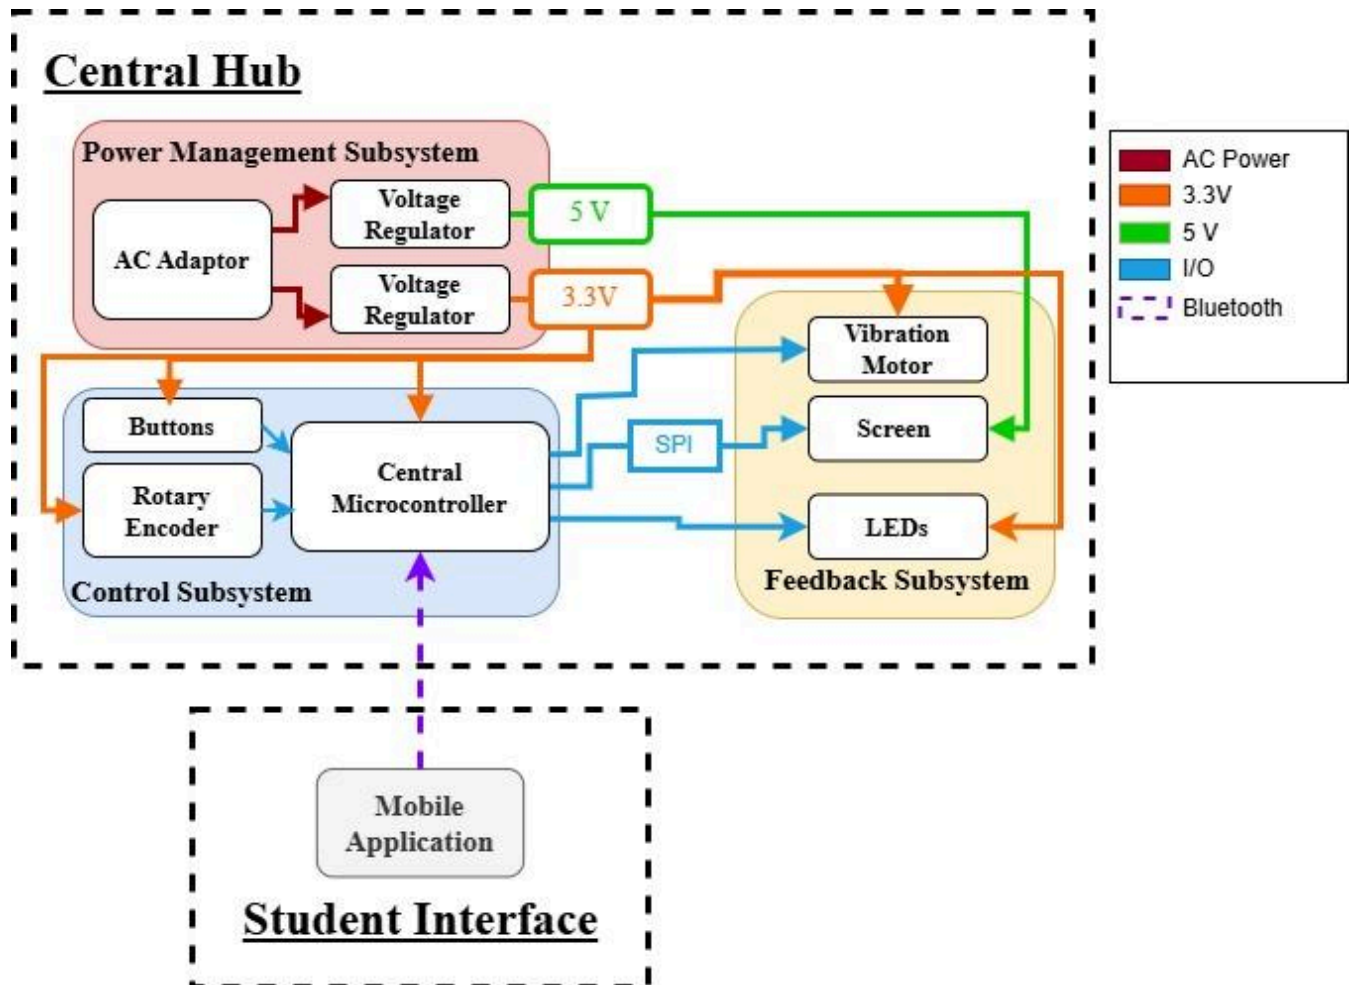 Central Hub
Power Management Subsystem
AC Adaptor
Voltage
Regulator
5 V
Voltage
Regulator
3.3V
Buttons
Rotary
Encoder
Central
Microcontroller
Control Subsystem
SPI
Vibration
Motor
Screen
LEDs
Feedback Subsystem
AC Power
3.3V
5 V
I/O
Bluetooth
Mobile
Application
Student Interface